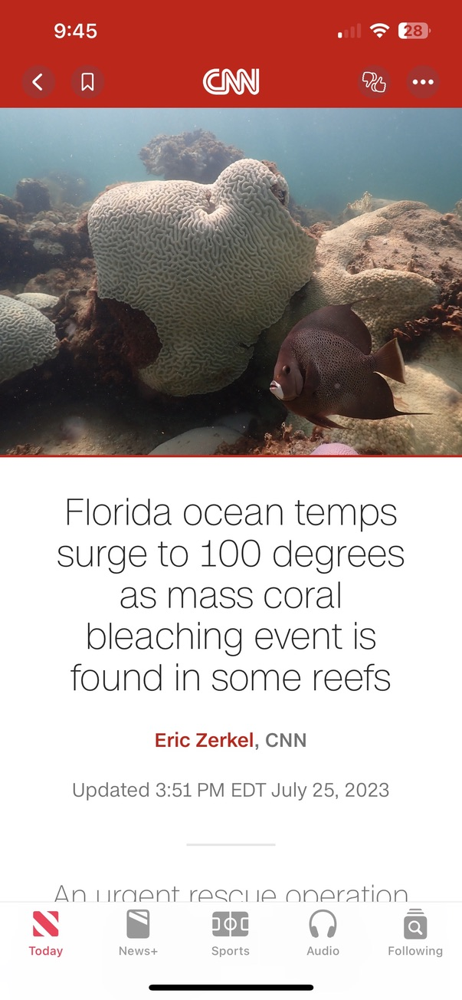 9:45
28
CNN
Florida ocean temps
surge to 100 degrees
as mass coral
bleaching event is
found in some reefs
Eric Zerkel, CNN
Updated 3:51 PM EDT July 25, 2023
An urgent rescue operation
Today
News+
Sports
Audio
Following